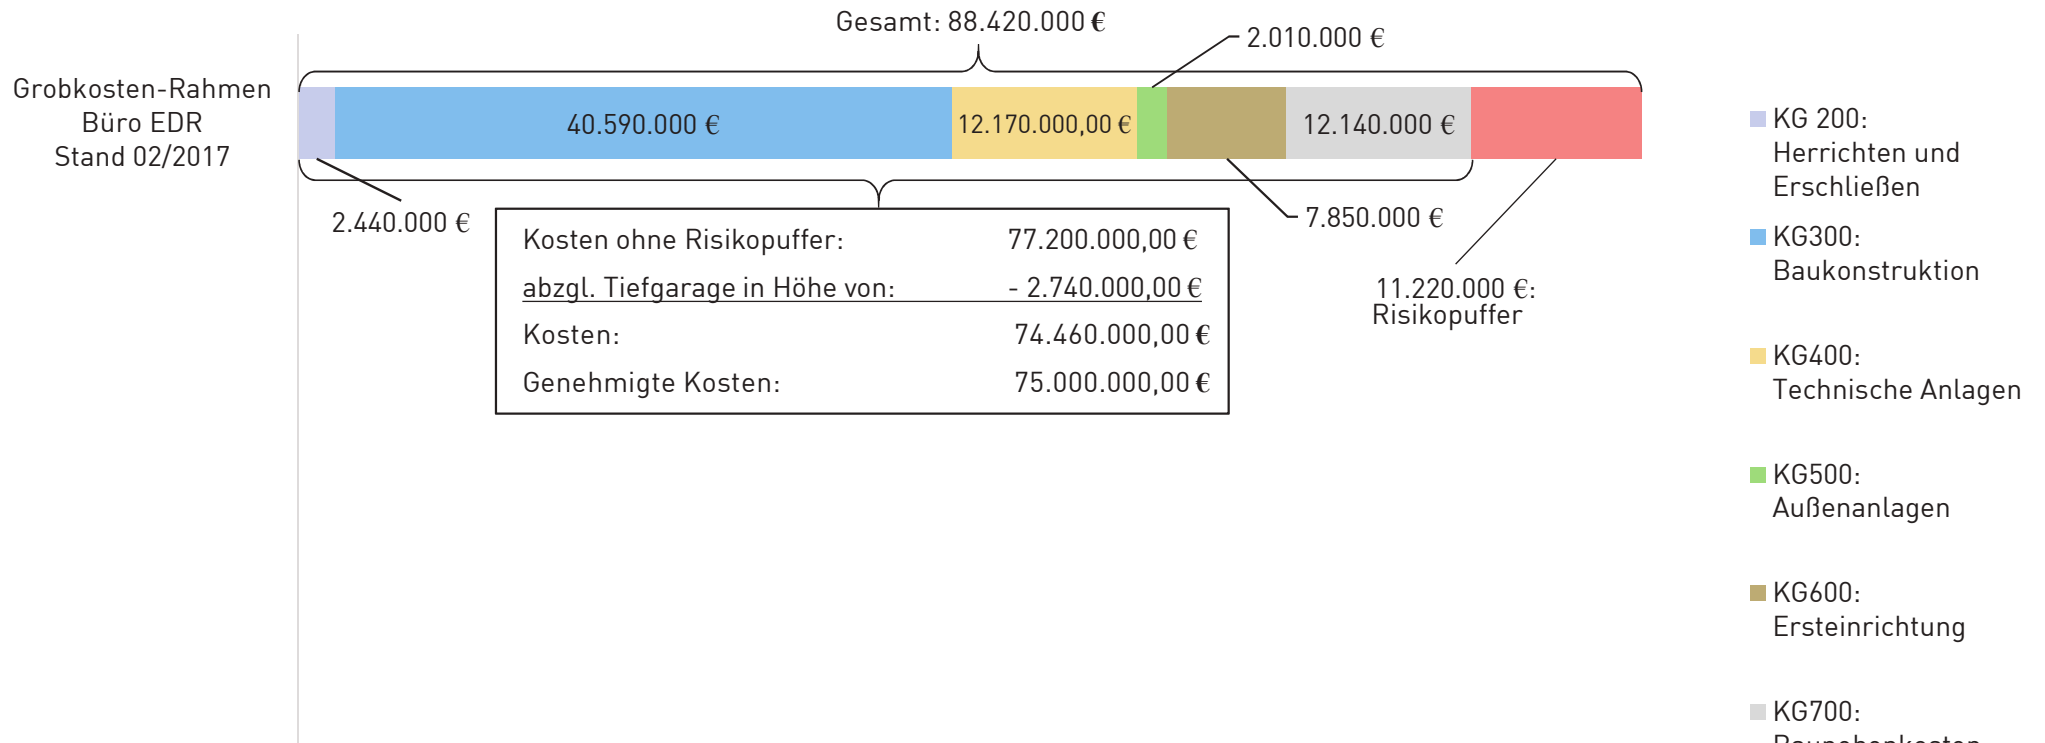 Gesamt: 88.420.000 €
2.010.000 €
Grobkosten-Rahmen
Büro EDR
Stand 02/2017
40.590.000 €
12.170.000,00 €
12.140.000 €
2.440.000 €
7.850.000 €
11.220.000 €:
Risikopuffer
Kosten ohne Risikopuffer: 77.200.000,00 €
abzgl. Tiefgarage in Höhe von: - 2.740.000,00 €
Kosten: 74.460.000,00 €
Genehmigte Kosten: 75.000.000,00 €
KG 200:
Herrichten und
Erschließen
KG300:
Baukonstruktion
KG400:
Technische Anlagen
KG500:
Außenanlagen
KG600:
Ersteinrichtung
KG700:
Baunebenkosten